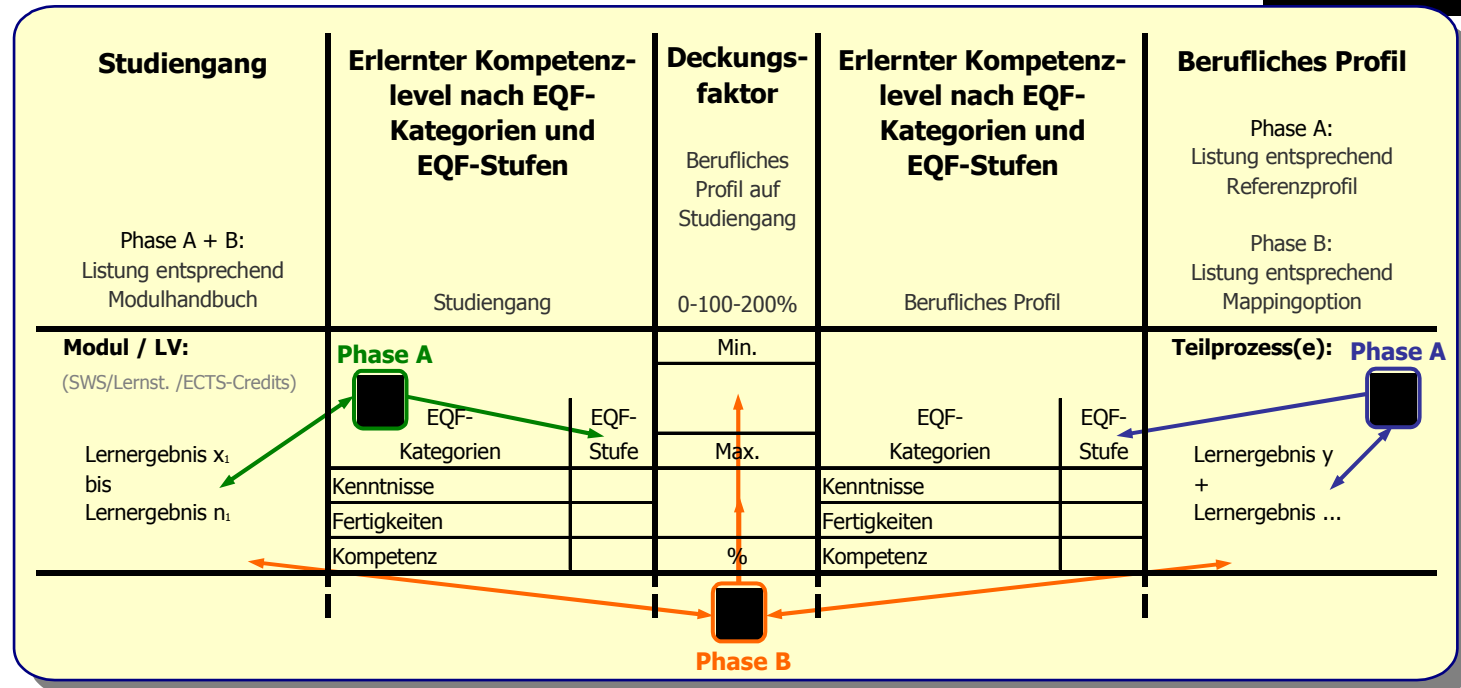 Studiengang
Phase A + B:
Listung entsprechend
Modulhandbuch
Erlernter Kompetenz-
level nach EQF-
Kategorien und
EQF-Stufen
Studiengang
Deckungs-
faktor
Berufliches
Profil auf
Studiengang
0-100-200%
Erlernter Kompetenz-
level nach EQF-
Kategorien und
EQF-Stufen
Berufliches Profil
Berufliches Profil
Phase A:
Listung entsprechend
Referenzprofil
Phase B:
Listung entsprechend
Mappingoption
Modul / LV:
(SWS/Lernst. /ECTS-Credits)
Lernergebnis x₁
bis
Lernergebnis n₁
Phase A
EQF-
Kategorien
EQF-
Stufe
Kenntnisse
Fertigkeiten
Kompetenz
Min.
Max.
%
EQF-
Kategorien
EQF-
Stufe
Kenntnisse
Fertigkeiten
Kompetenz
Teilprozess(e):
Phase A
Lernergebnis y
+
Lernergebnis ...
Phase B